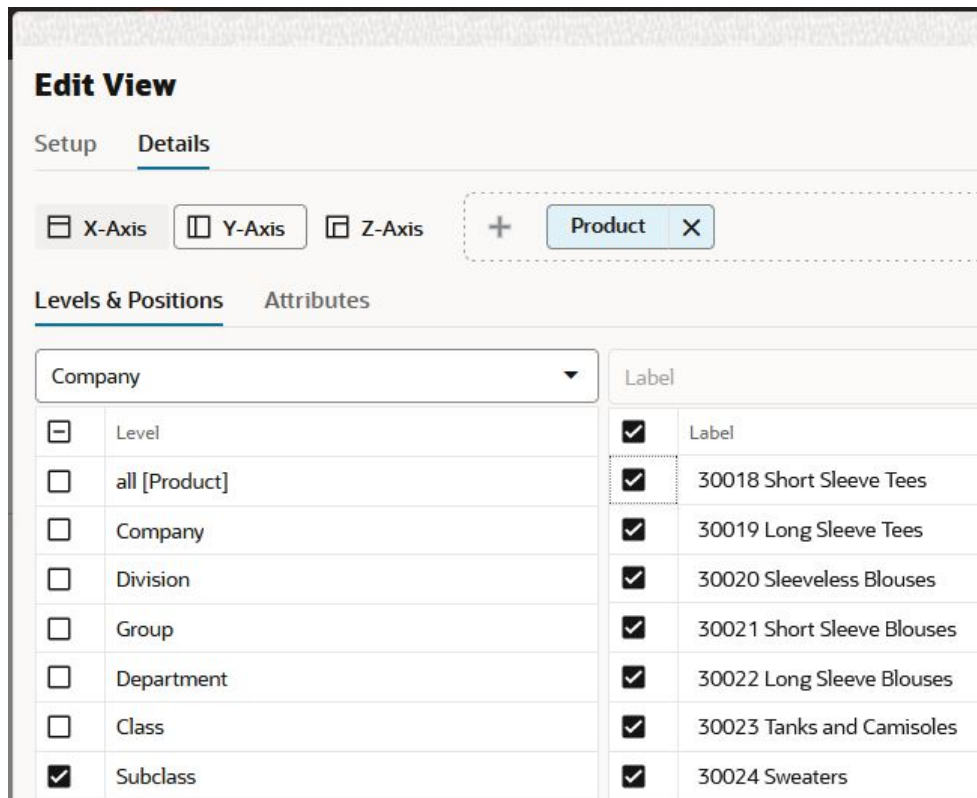 Edit View
Setup Details
X-Axis Y-Axis Z-Axis + Product X
Levels & Positions Attributes
Company Label
Level Label
all [Product] 30018 Short Sleeve Tees
Company 30019 Long Sleeve Tees
Division 30020 Sleeveless Blouses
Group 30021 Short Sleeve Blouses
Department 30022 Long Sleeve Blouses
Class 30023 Tanks and Camisoles
Subclass 30024 Sweaters